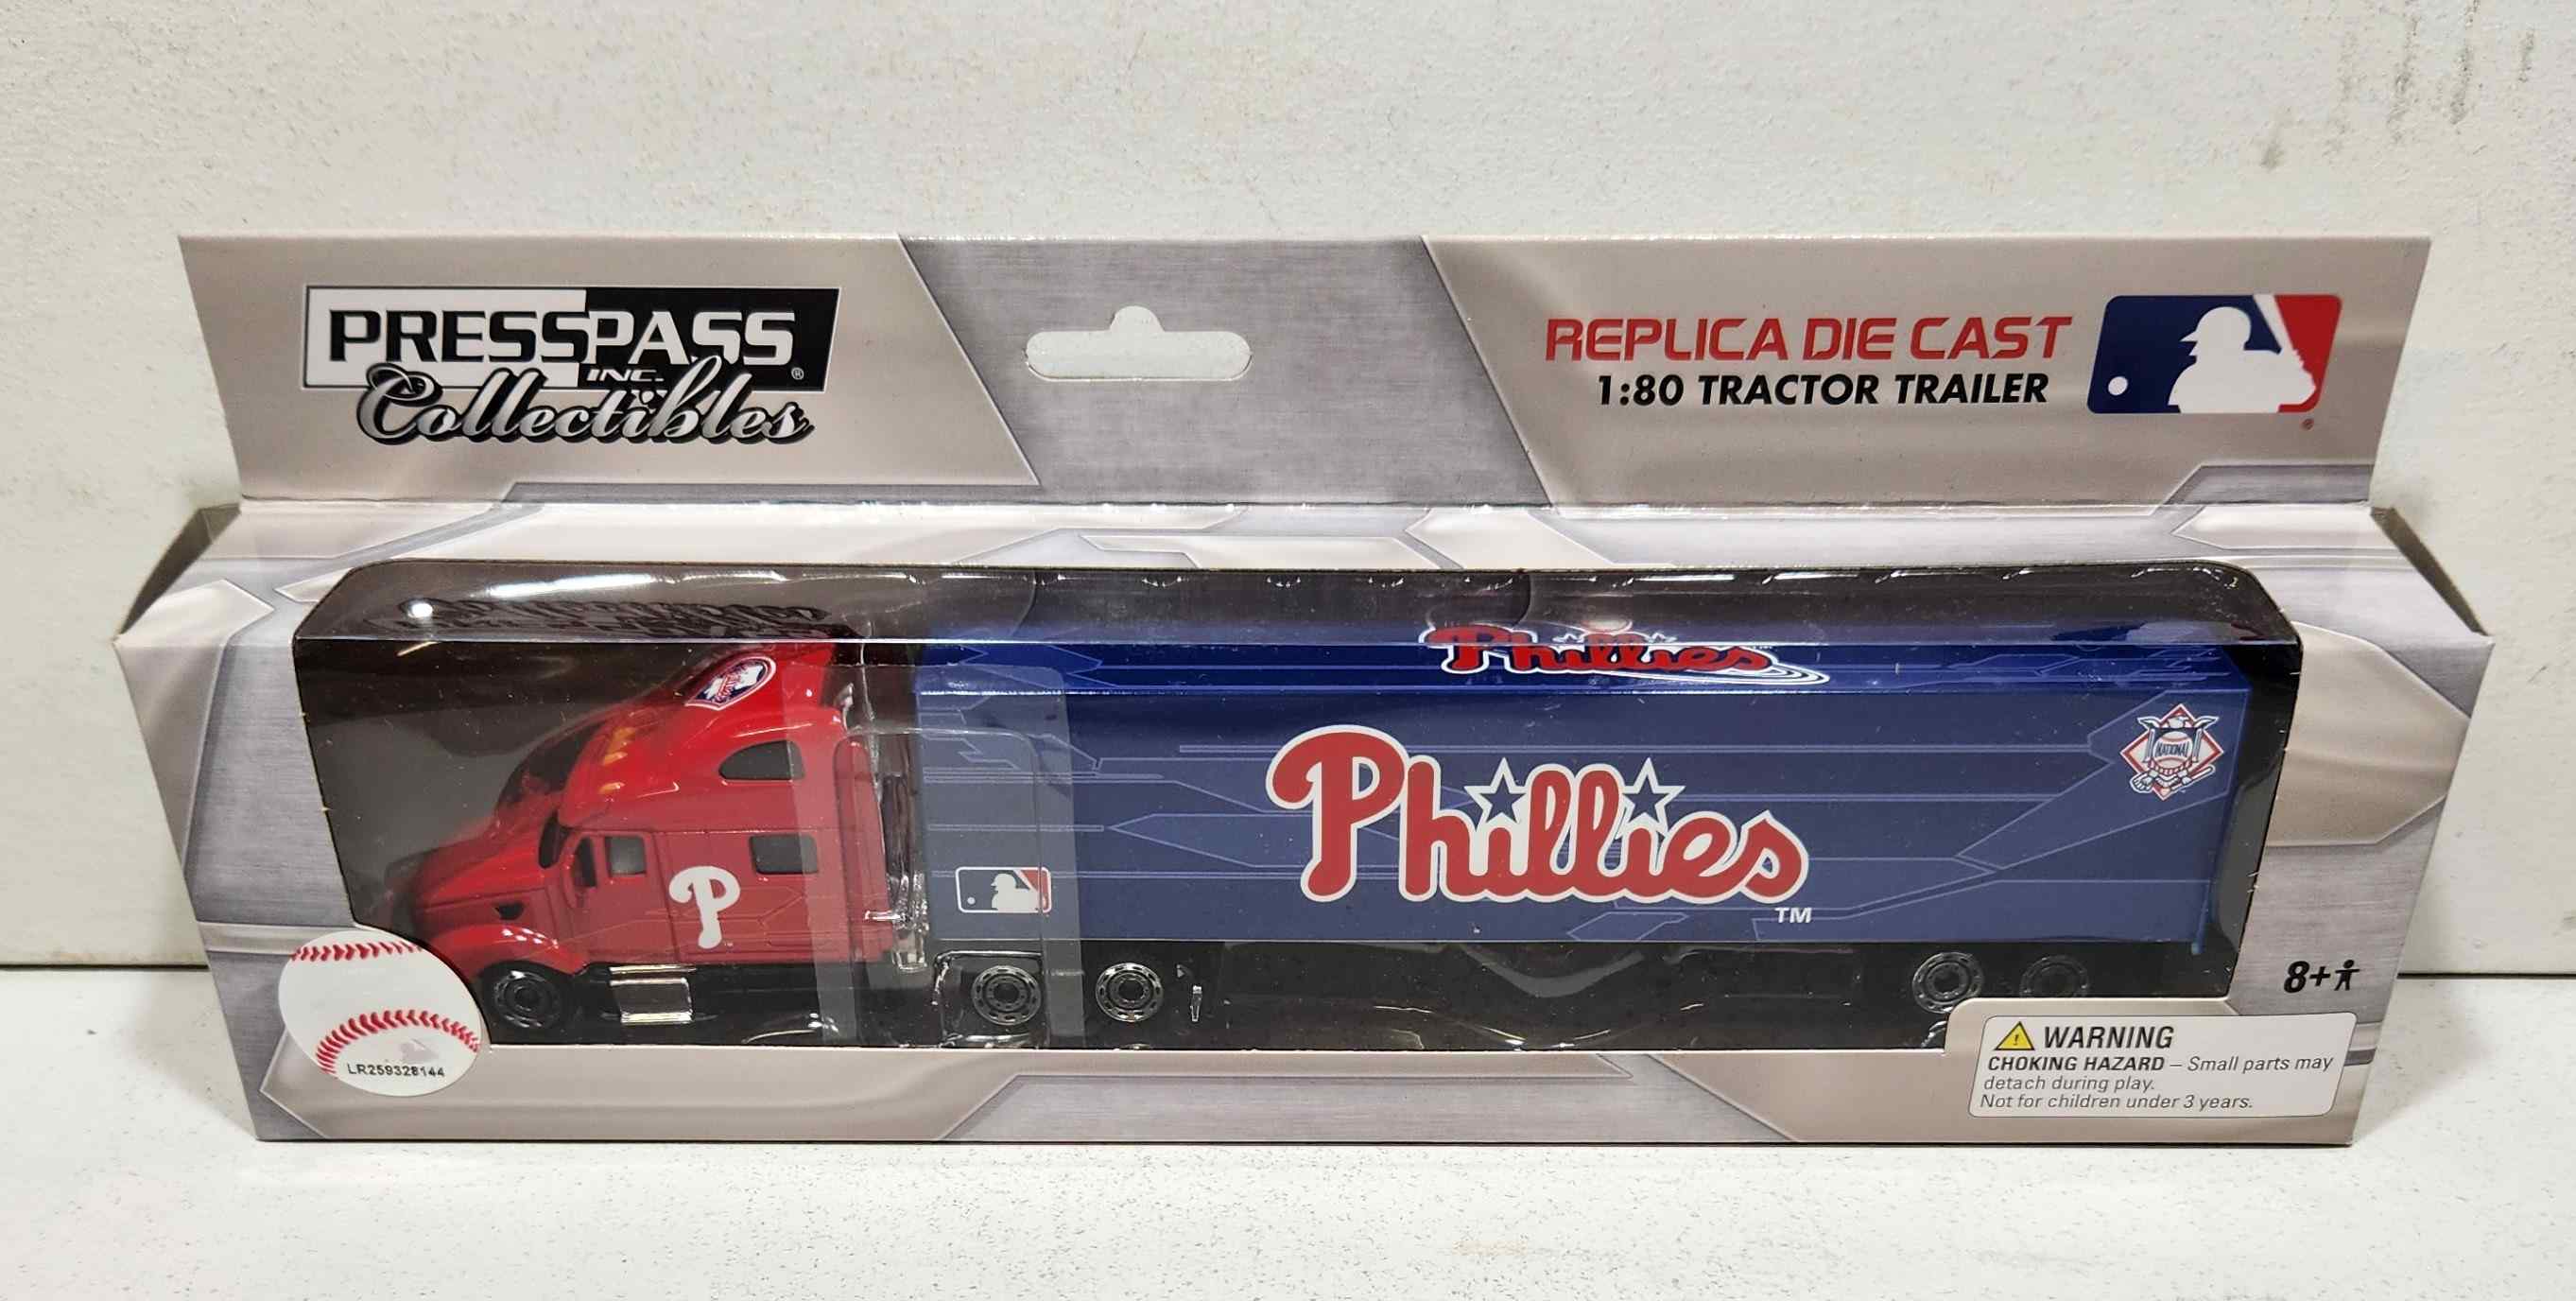 PRESSPASS
INC. ®
Collectibles
REPLICA DIE CAST
1:80 TRACTOR TRAILER
®
Phillies
Phillies
TM
NATIONAL
P
LR259328144
8+
WARNING
CHOKING HAZARD – Small parts may
detach during play.
Not for children under 3 years.